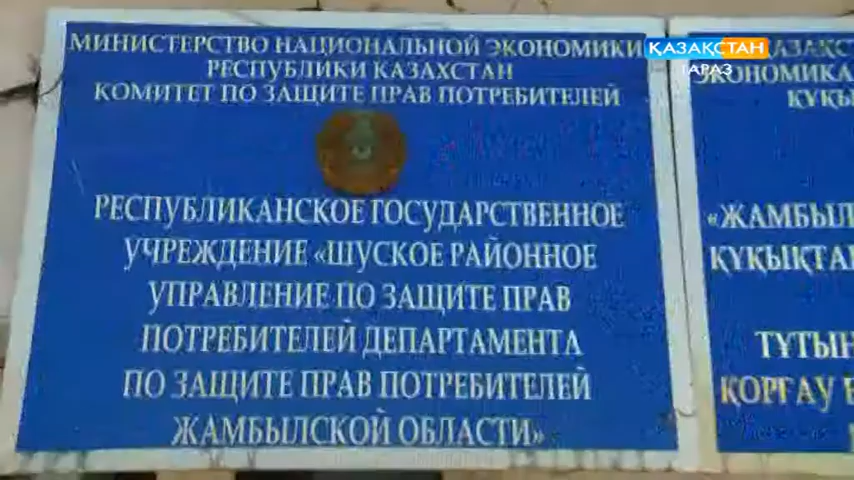 МИНИСТЕРСТВО НАЦИОНАЛЬНОЙ ЭКОНОМИКИ
РЕСПУБЛИКИ КАЗАХСТАН
КОМИТЕТ ПО ЗАЩИТЕ ПРАВ ПОТРЕБИТЕЛЕЙ
РЕСПУБЛИКАНСКОЕ ГОСУДАРСТВЕННОЕ
УЧРЕЖДЕНИЕ «ШУСКОЕ РАЙОННОЕ
УПРАВЛЕНИЕ ПО ЗАЩИТЕ ПРАВ
ПОТРЕБИТЕЛЕЙ ДЕПАРТАМЕНТА
ПО ЗАЩИТЕ ПРАВ ПОТРЕБИТЕЛЕЙ
ЖАМБЫЛСКОЙ ОБЛАСТИ»
ҚАЗАҚСТАН
ТАРАЗ
ЭКОНОМИКА
«ЖАМБЫЛ
ҚҰҚЫҚТА
ТҰТЫН
ҚОРҒАУ